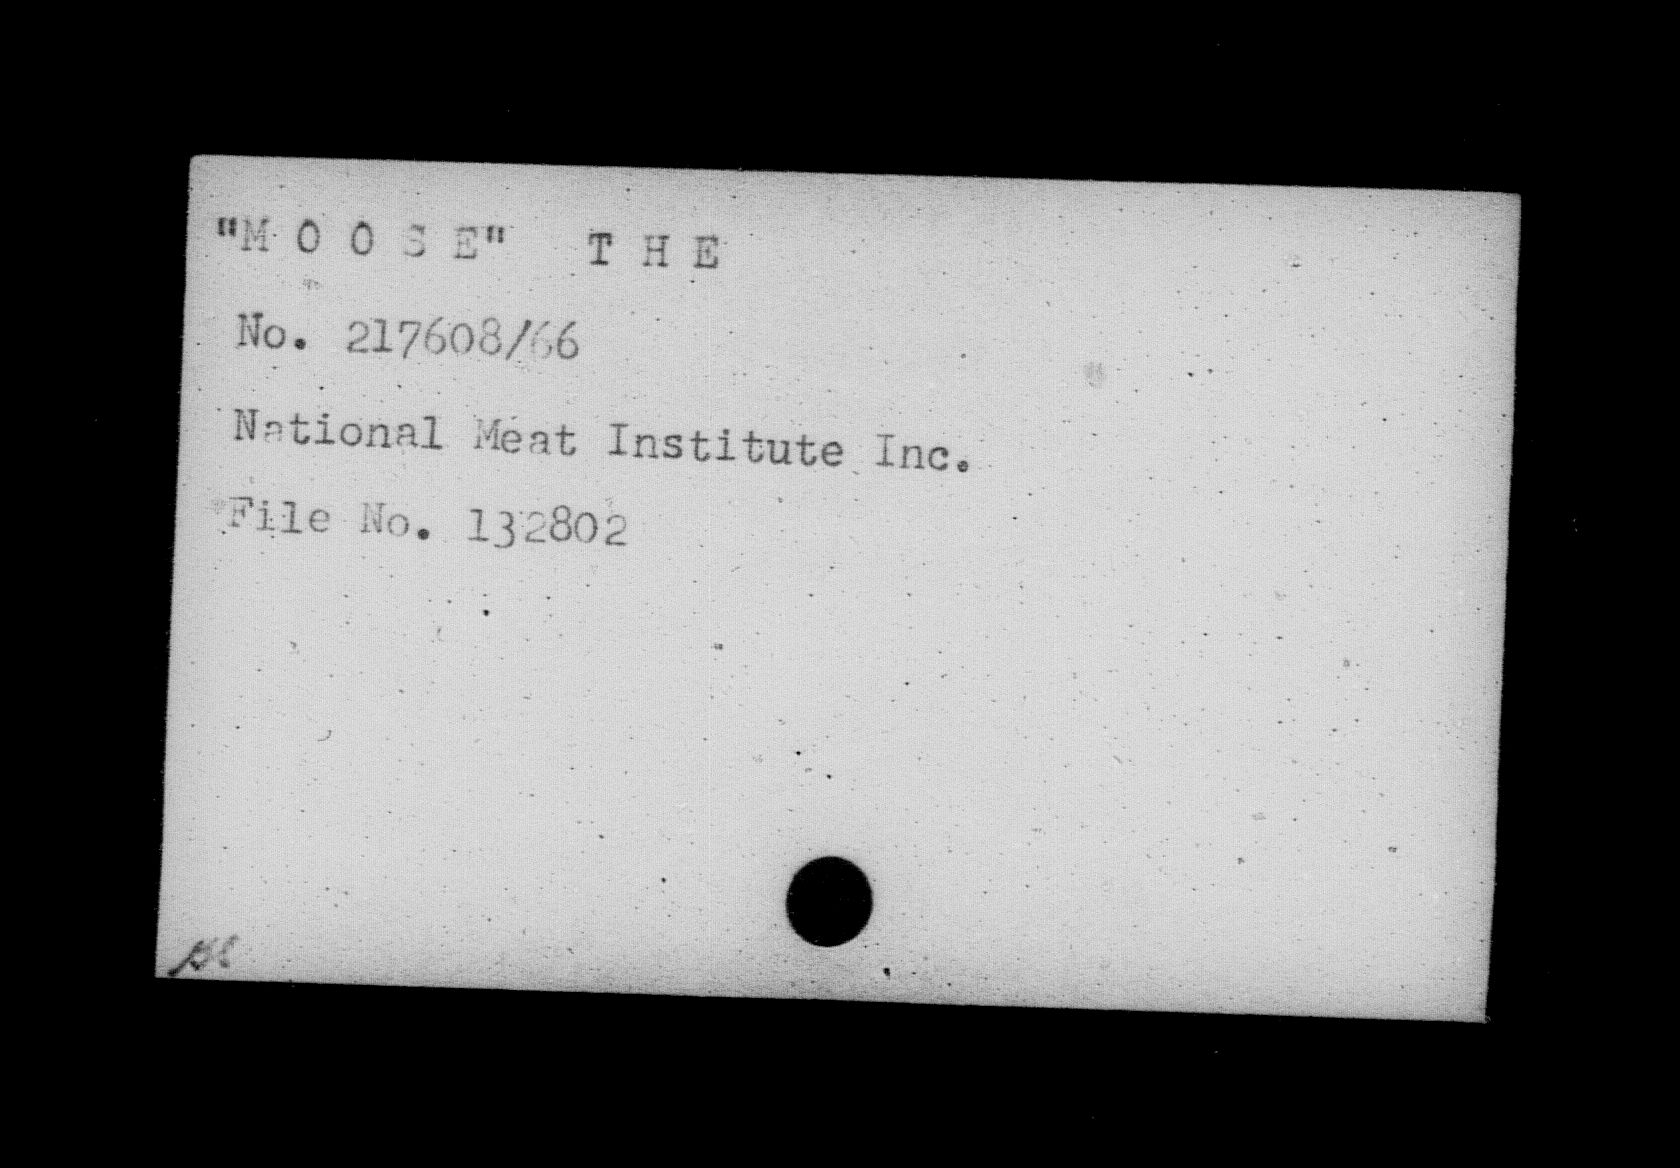 "M O O S E" T H E
No. 217608/66
National Meat Institute Inc.
File No. 132802